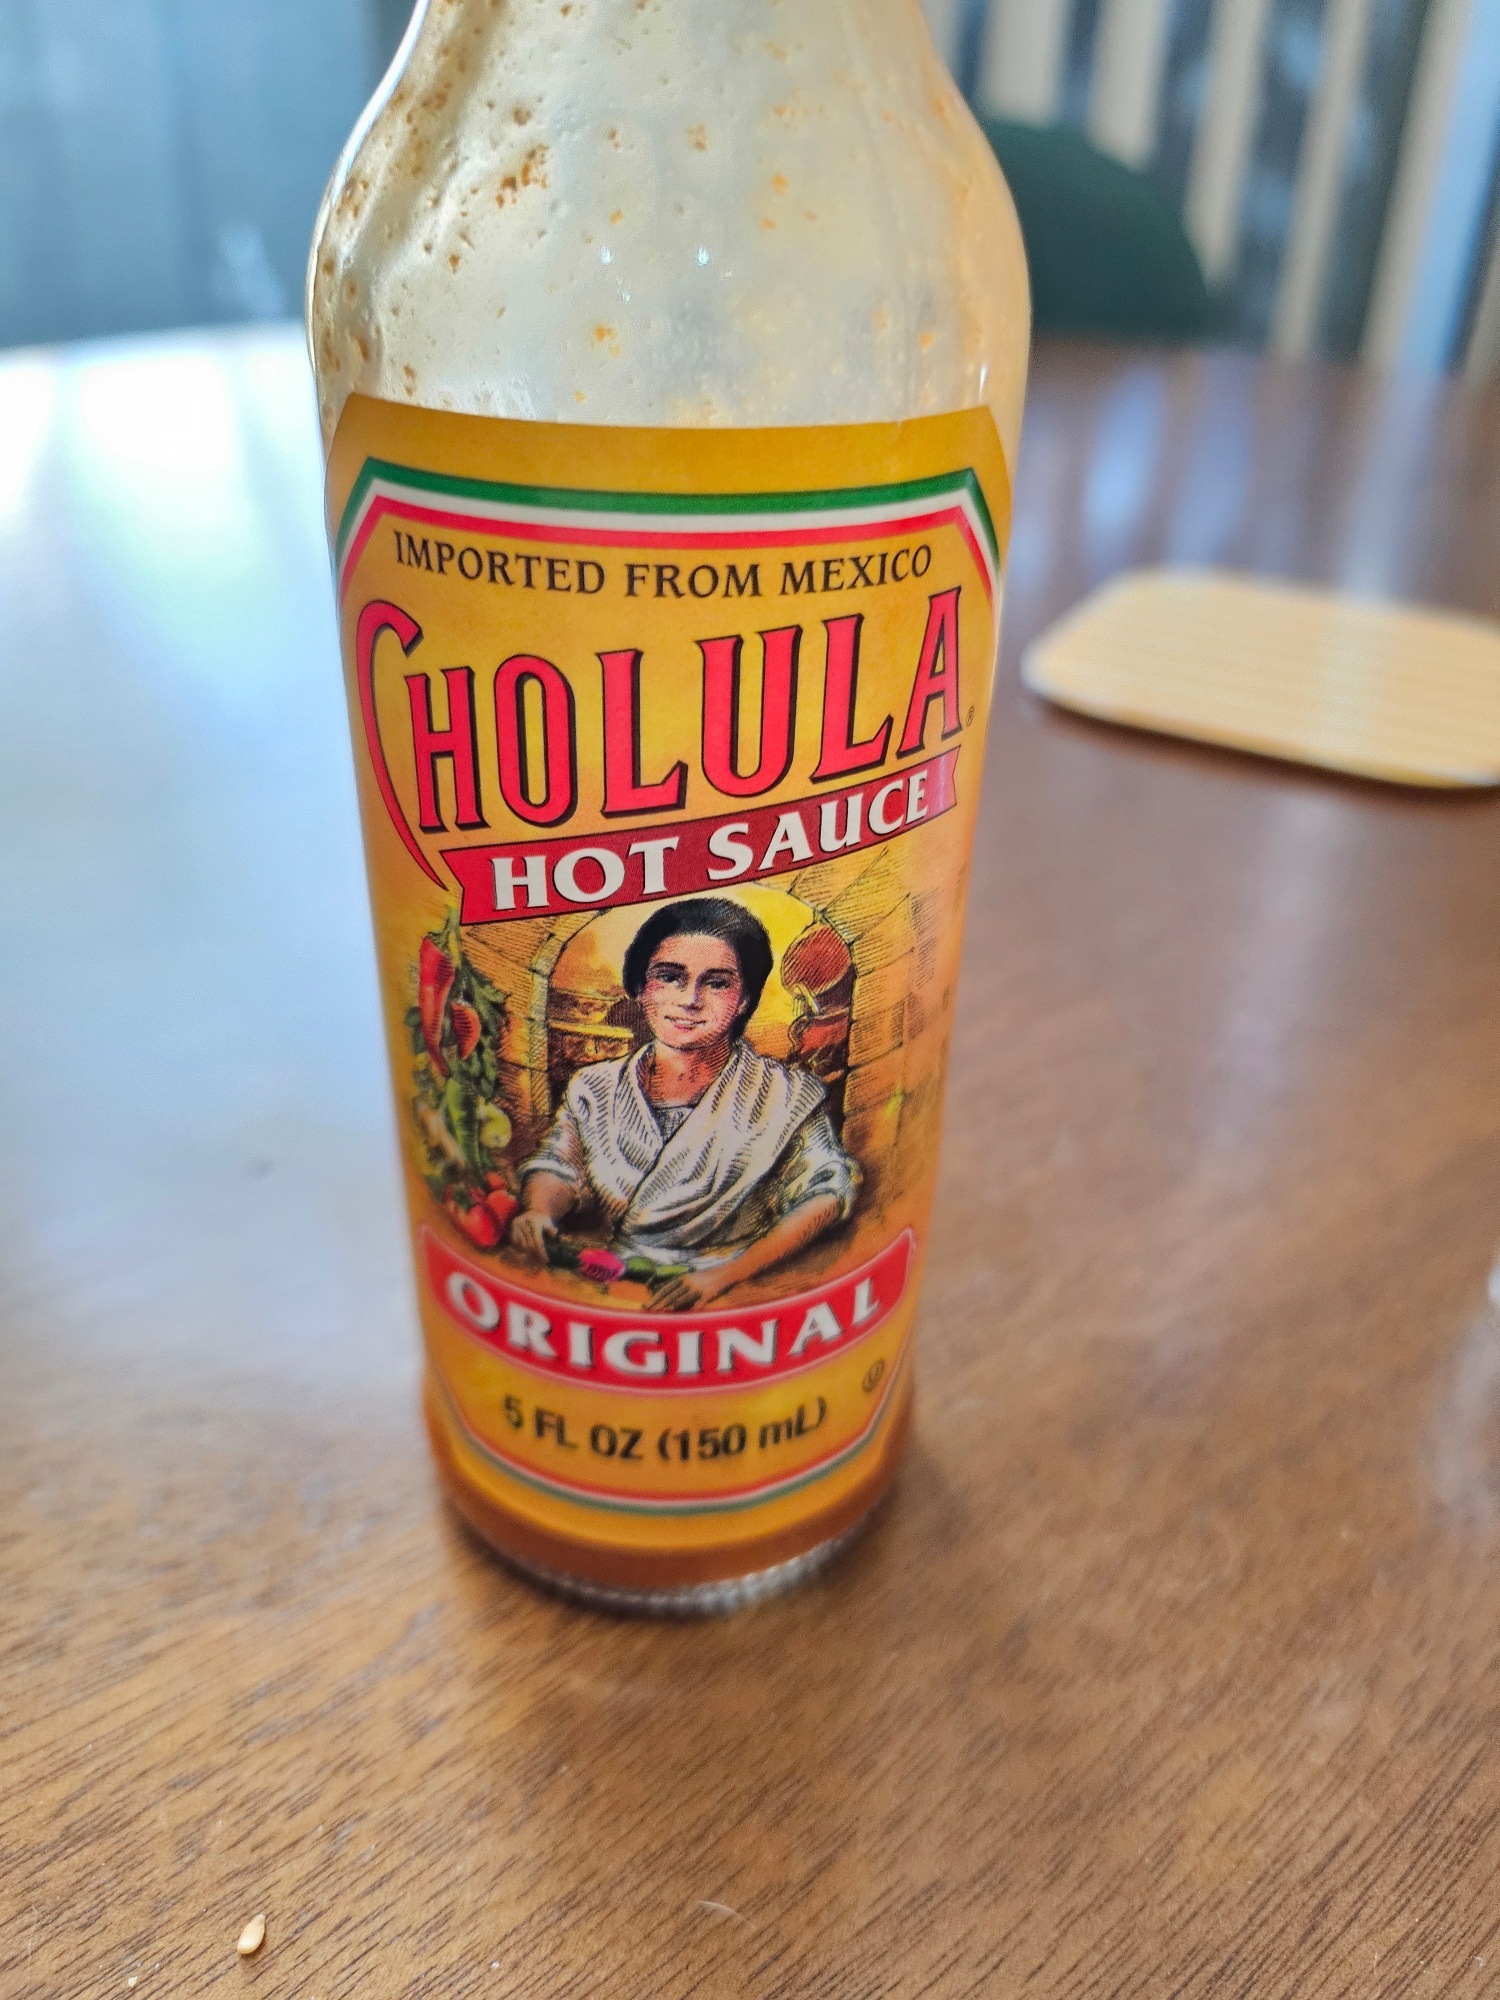 IMPORTED FROM MEXICO
CHOLULA®
HOT SAUCE
ORIGINAL
5 FL OZ (150 mL)